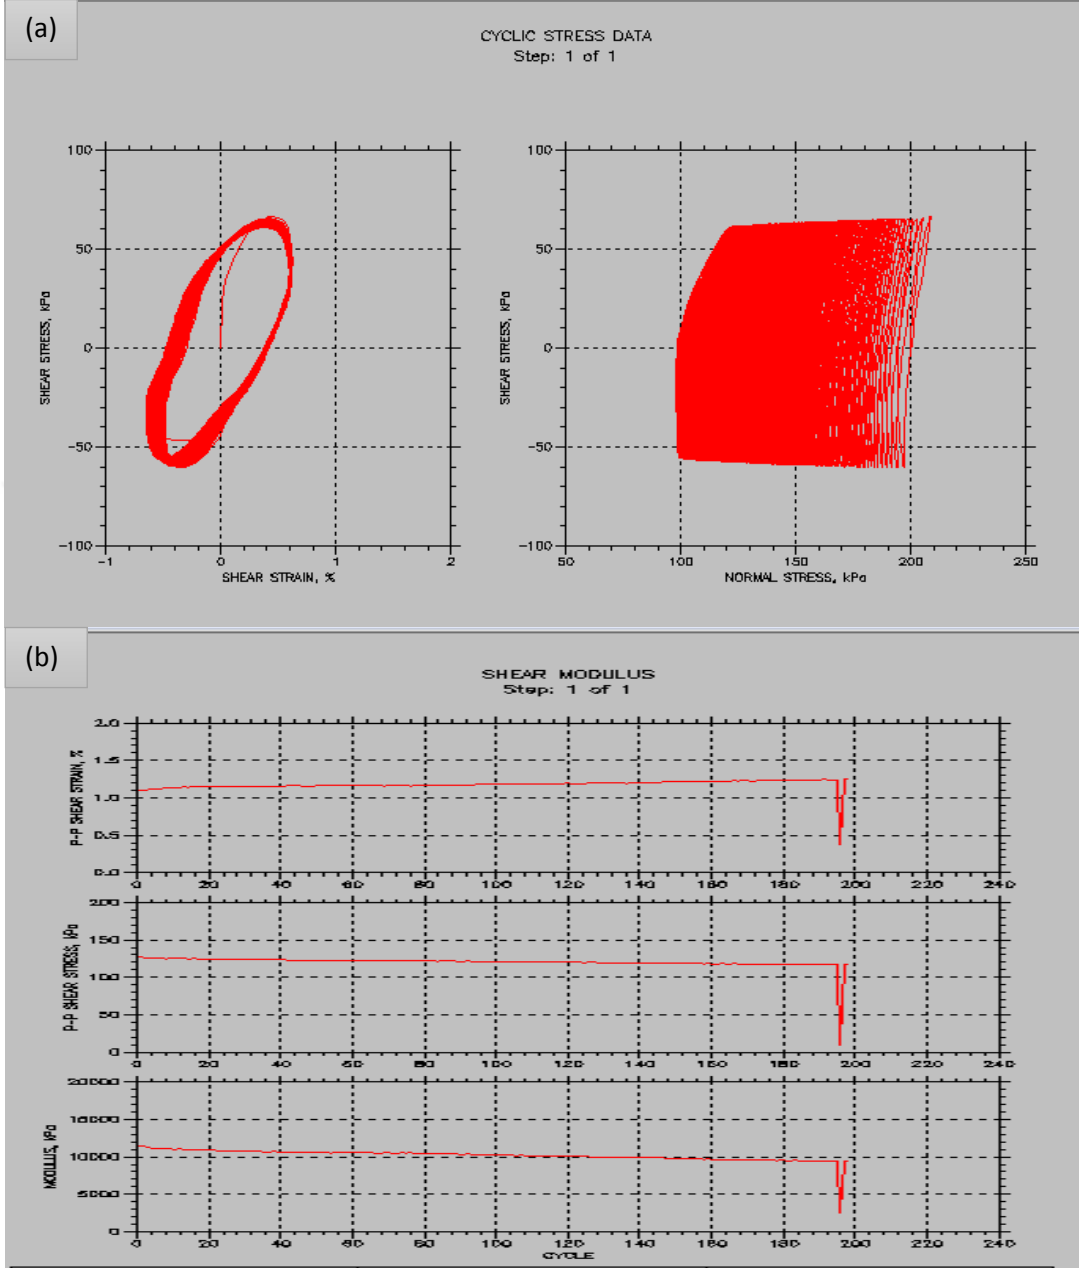 (a)
CYCLIC STRESS DATA
Step: 1 of 1
100
50
0
-50
-100
SHEAR STRESS, kPa
-1 0 1 2
SHEAR STRAIN, %
100
50
0
-50
-100
SHEAR STRESS, kPa
50 100 150 200 250
NORMAL STRESS, kPa
(b)
SHEAR MODULUS
Step: 1 of 1
2.0
1.5
1.0
0.5
0.0
P-P SHEAR STRAIN, %
0 20 40 60 80 100 120 140 160 180 200 220 240
200
150
100
50
0
P-P SHEAR STRESS, kPa
0 20 40 60 80 100 120 140 160 180 200 220 240
20000
15000
10000
5000
0
MODULUS, kPa
0 20 40 60 80 100 120 140 160 180 200 220 240
CYCLE